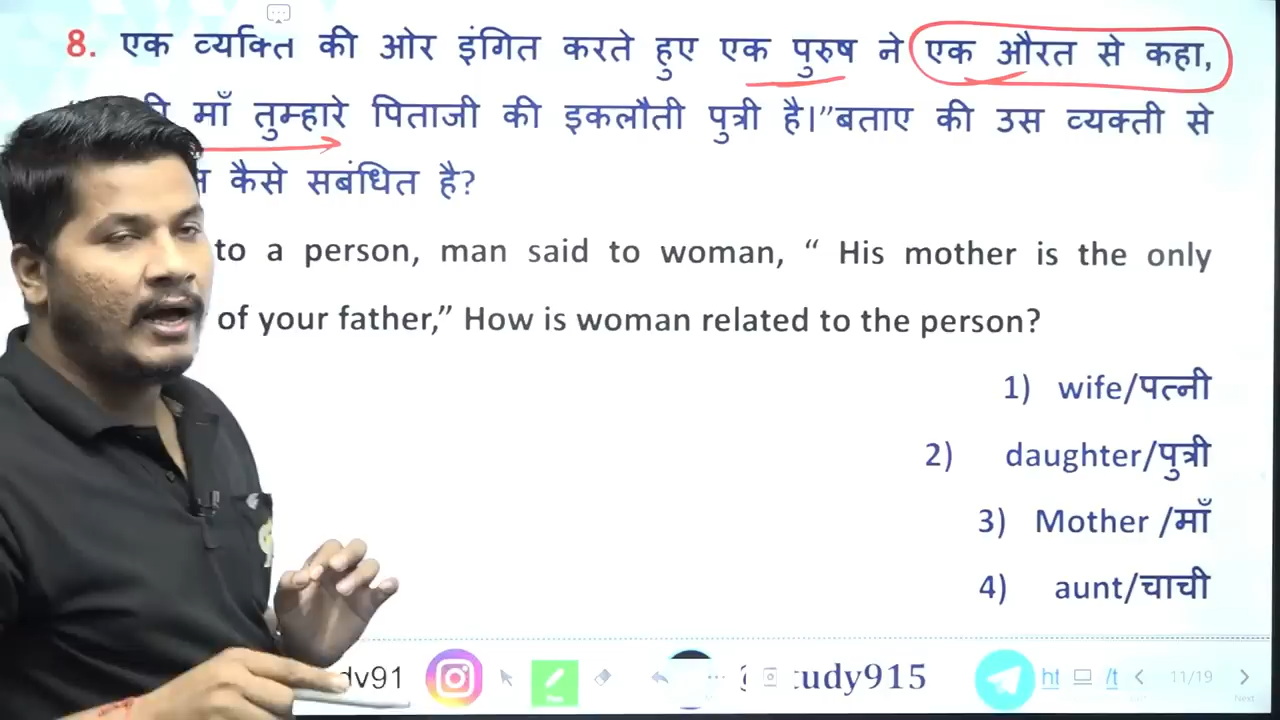 8. एक व्यक्ति की ओर इंगित करते हुए एक पुरुष ने एक औरत से कहा,
माँ तुम्हारे पिताजी की इकलौती पुत्री है।”बताए की उस व्यक्ती से
कैसे सबंधित है?
to a person, man said to woman, “ His mother is the only
of your father,” How is woman related to the person?
1) wife/पत्नी
2) daughter/पुत्री
3) Mother /माँ
4) aunt/चाची
udy915
ht
/t
11/19
Next